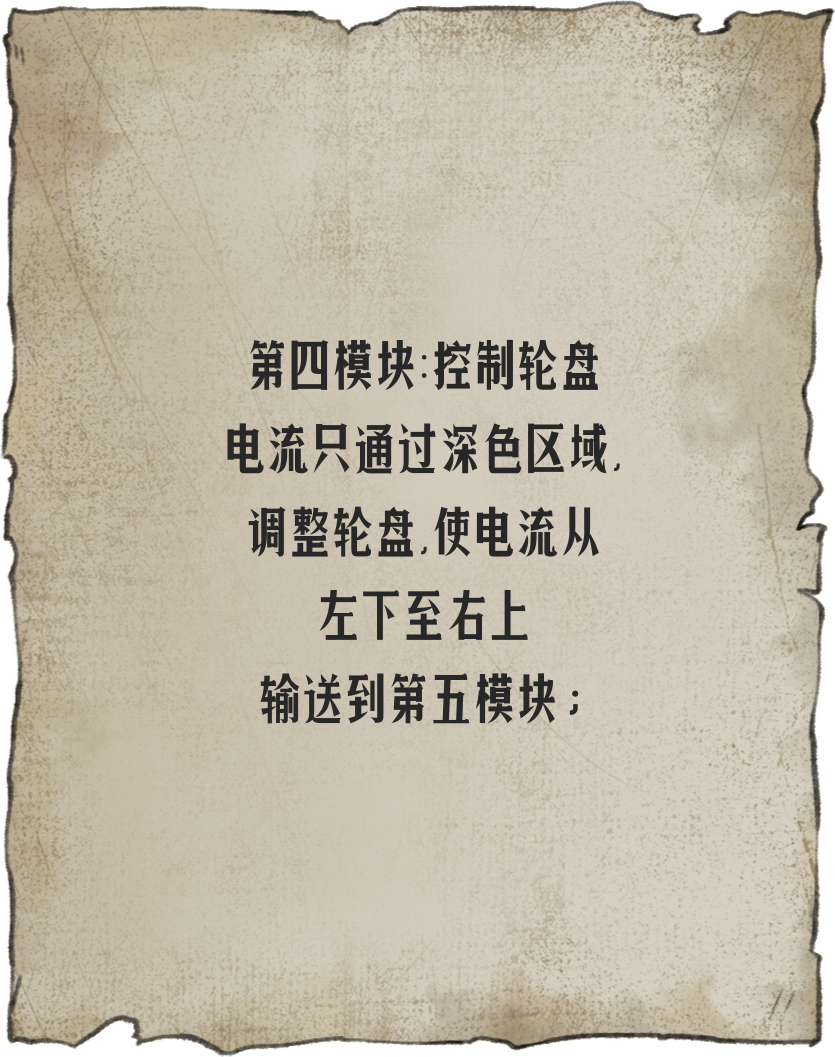 第四模块:控制轮盘
电流只通过深色区域,
调整轮盘,使电流从
左下至右上
输送到第五模块;